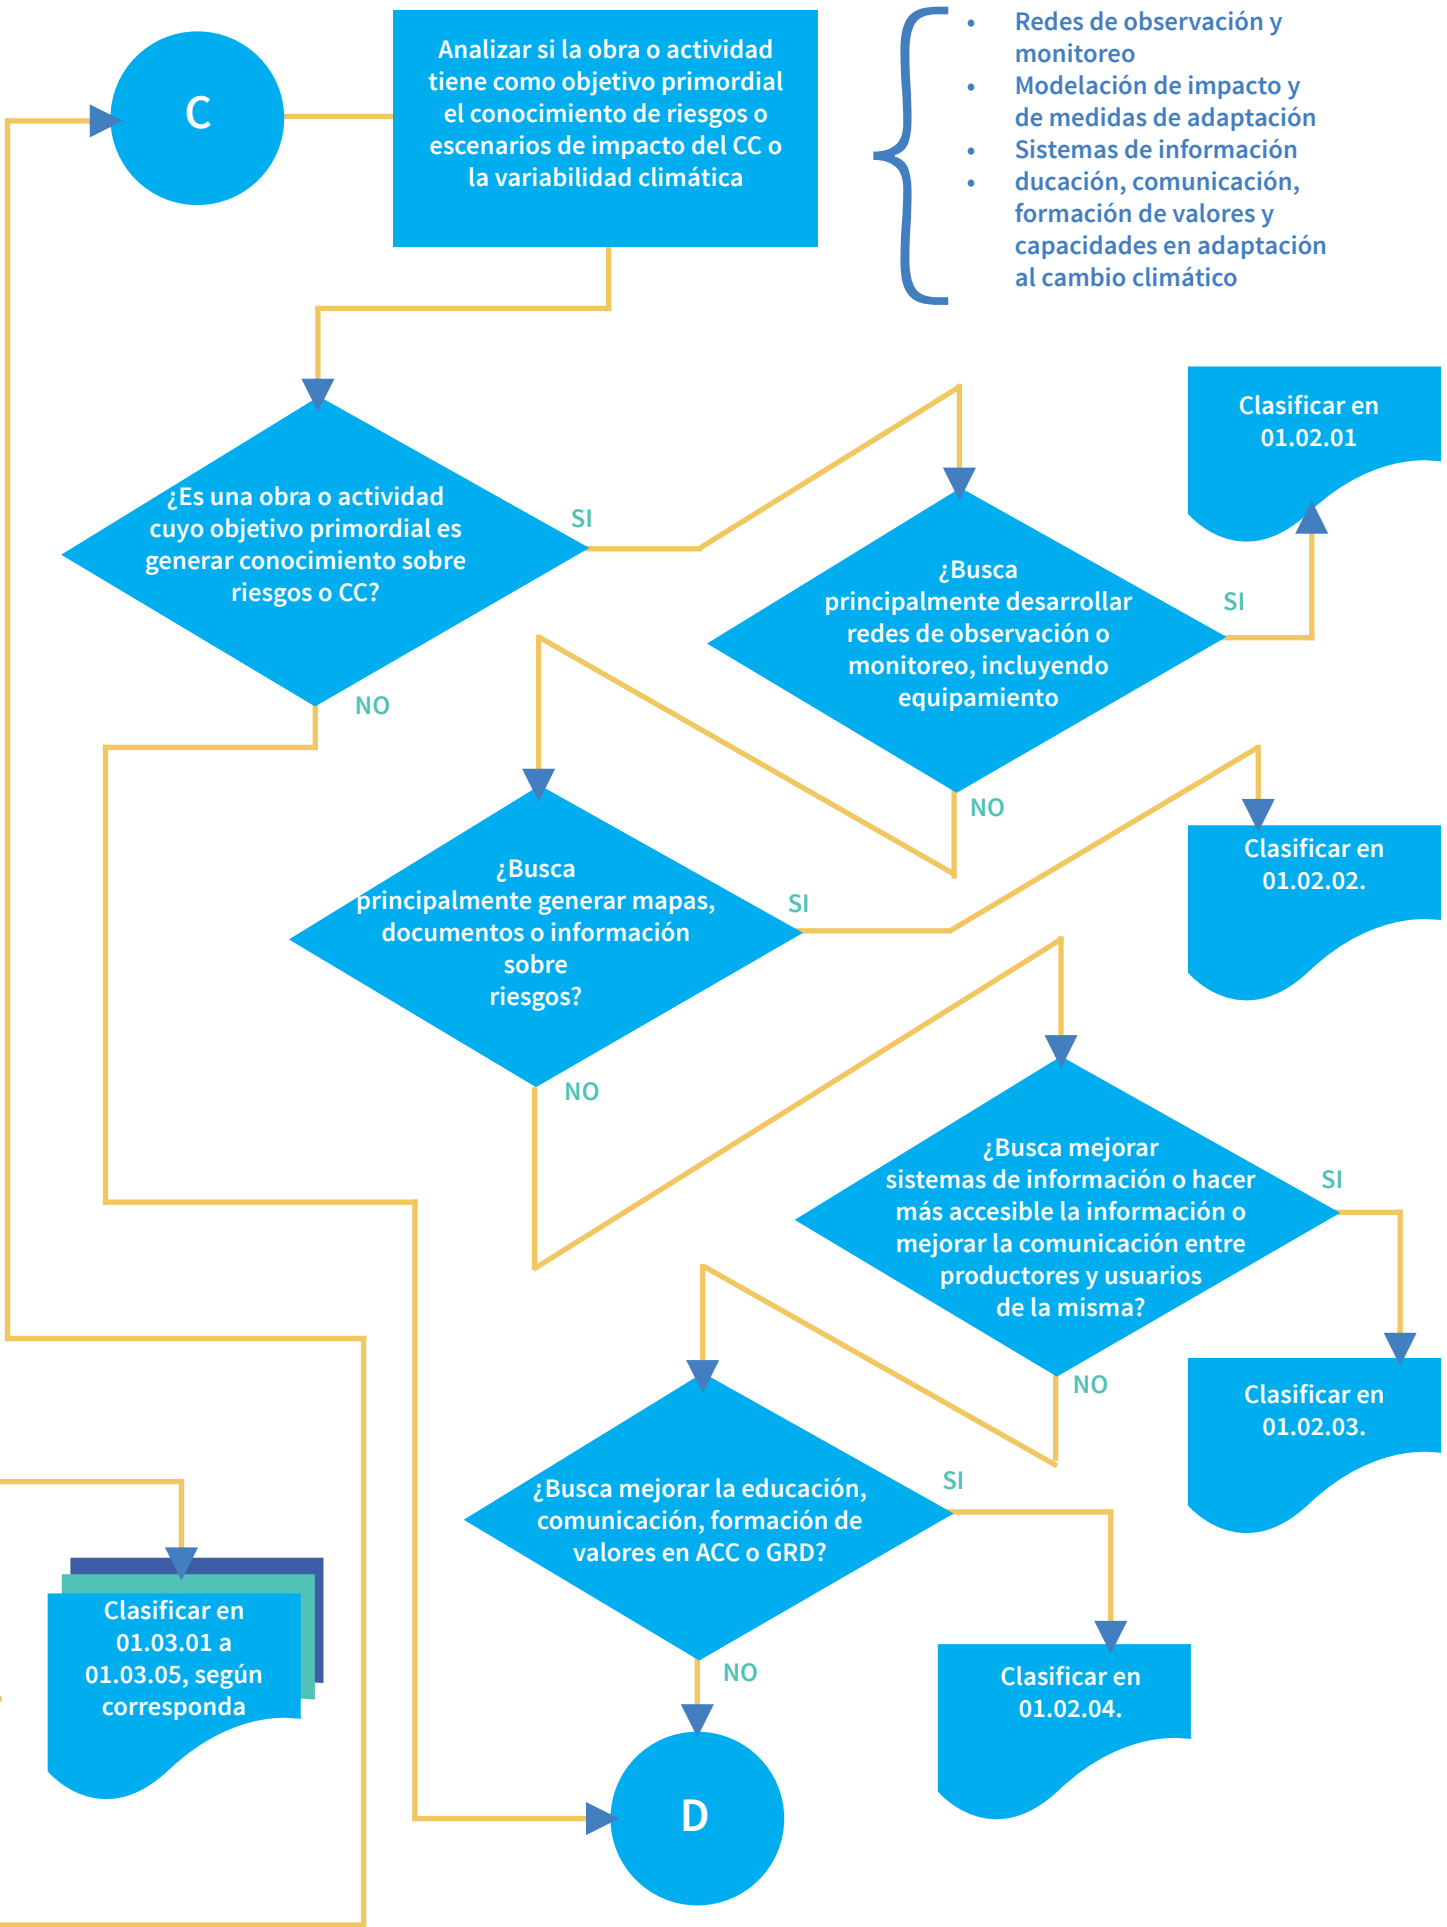 C
Analizar si la obra o actividad
tiene como objetivo primordial
el conocimiento de riesgos o
escenarios de impacto del CC o
la variabilidad climática
• Redes de observación y
monitoreo
• Modelación de impacto y
de medidas de adaptación
• Sistemas de información
• ducación, comunicación,
formación de valores y
capacidades en adaptación
al cambio climático
¿Es una obra o actividad
cuyo objetivo primordial es
generar conocimiento sobre
riesgos o CC?
SI
NO
¿Busca
principalmente desarrollar
redes de observación o
monitoreo, incluyendo
equipamiento
SI
NO
Clasificar en
01.02.01
¿Busca
principalmente generar mapas,
documentos o información
sobre
riesgos?
SI
NO
Clasificar en
01.02.02.
¿Busca mejorar
sistemas de información o hacer
más accesible la información o
mejorar la comunicación entre
productores y usuarios
de la misma?
SI
NO
Clasificar en
01.02.03.
¿Busca mejorar la educación,
comunicación, formación de
valores en ACC o GRD?
SI
NO
Clasificar en
01.02.04.
Clasificar en
01.03.01 a
01.03.05, según
corresponda
D